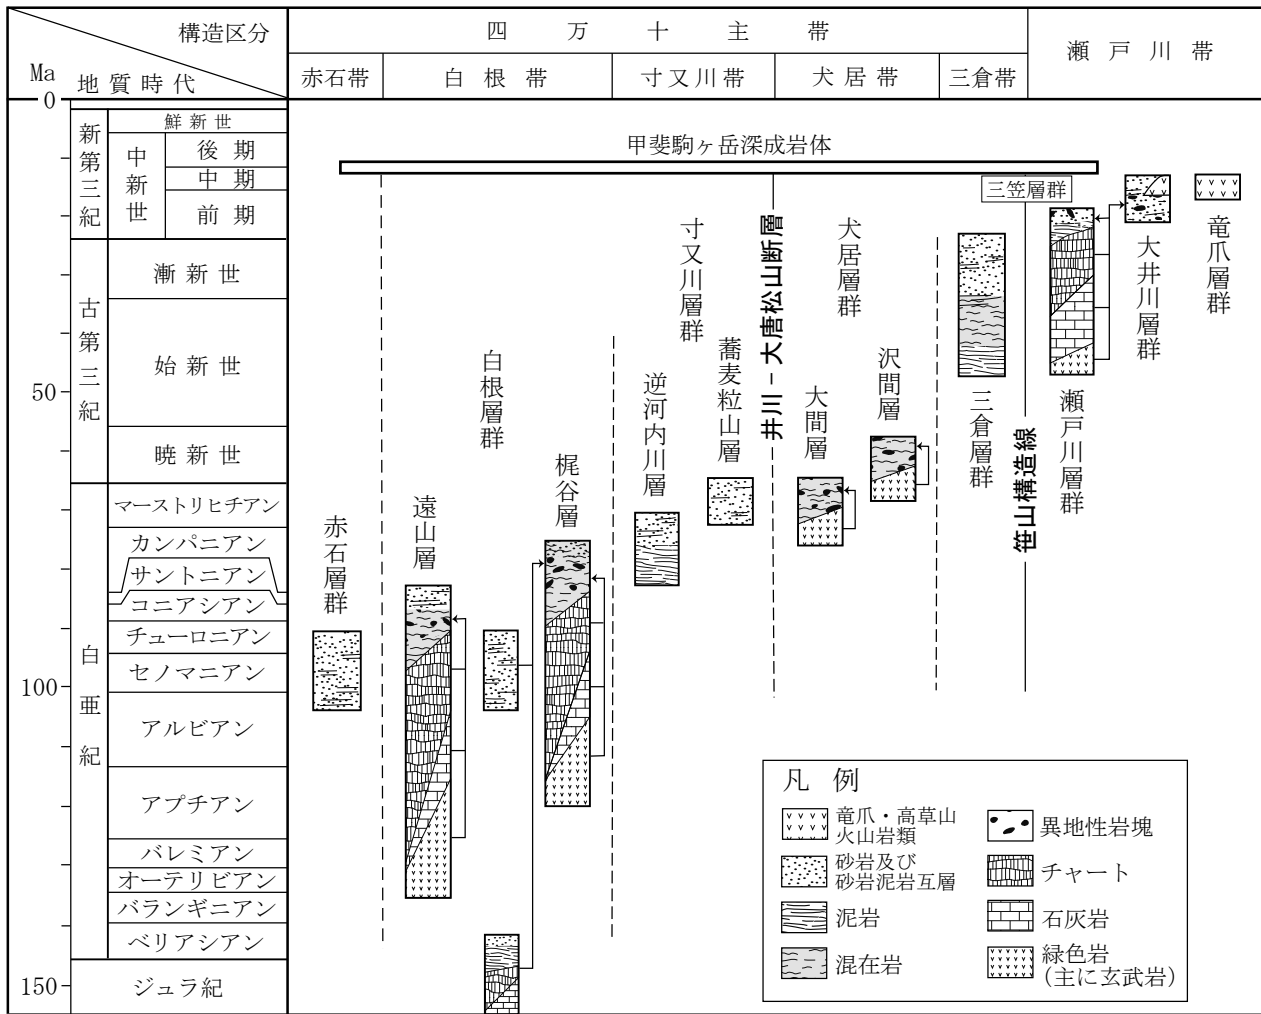 構造区分
地質時代
Ma
四万十主帯
瀬戸川帯
赤石帯
白根帯
寸又川帯
犬居帯
三倉帯
0
50
100
150
新第三紀
鮮新世
中新世
後期
中期
前期
古第三紀
漸新世
始新世
暁新世
白亜紀
マーストリヒチアン
カンパニアン
サントニアン
コニアシアン
チューロニアン
セノマニアン
アルビアン
アプチアン
バレミアン
オーテリビアン
バランギニアン
ベリアシアン
ジュラ紀
甲斐駒ヶ岳深成岩体
三笠層群
赤石層群
白根層群
遠山層
梶谷層
寸又川層群
逆河内川層
蕎麦粒山層
井川-大唐松山断層
犬居層群
大間層
沢間層
三倉層群
笹山構造線
瀬戸川層群
大井川層群
竜爪層群
凡例
竜爪・高草山
火山岩類
砂岩及び
砂岩泥岩互層
泥岩
混在岩
異地性岩塊
チャート
石灰岩
緑色岩
(主に玄武岩)